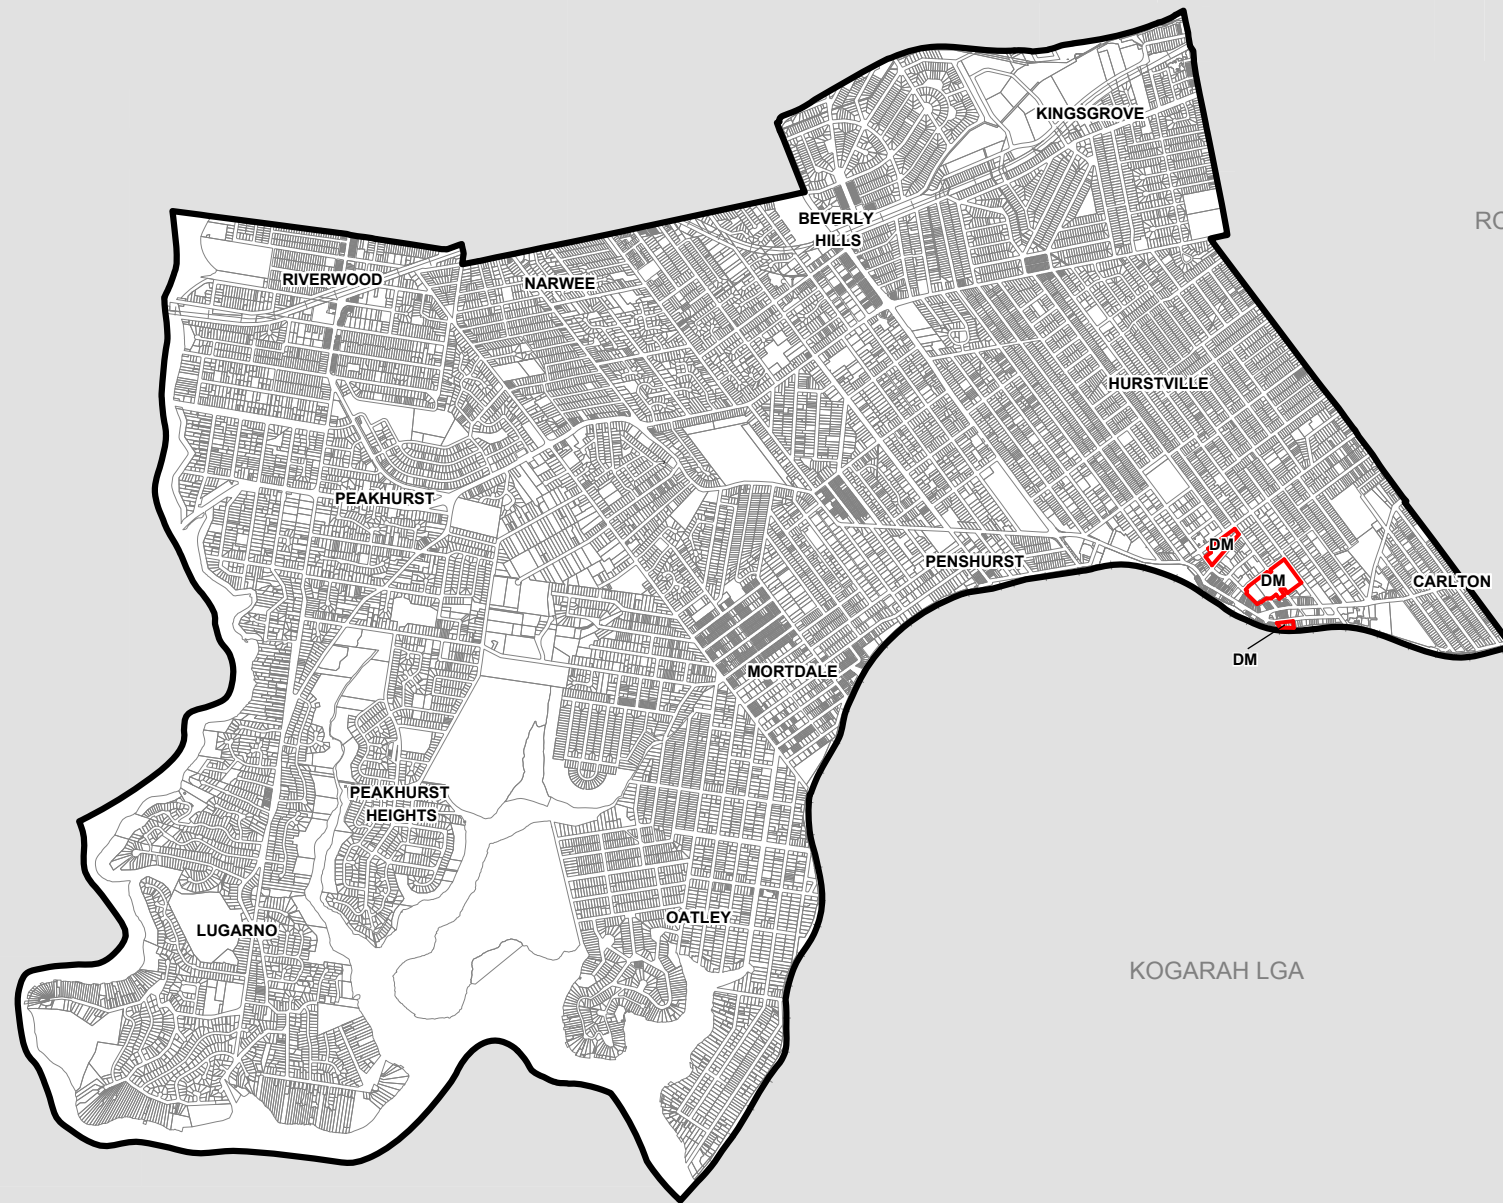 KINGSGROVE
BEVERLY
HILLS
RO
RIVERWOOD
NARWEE
HURSTVILLE
PEAKHURST
DM
PENSHURST
DM
CARLTON
DM
MORTDALE
PEAKHURST
HEIGHTS
OATLEY
LUGARNO
KOGARAH LGA